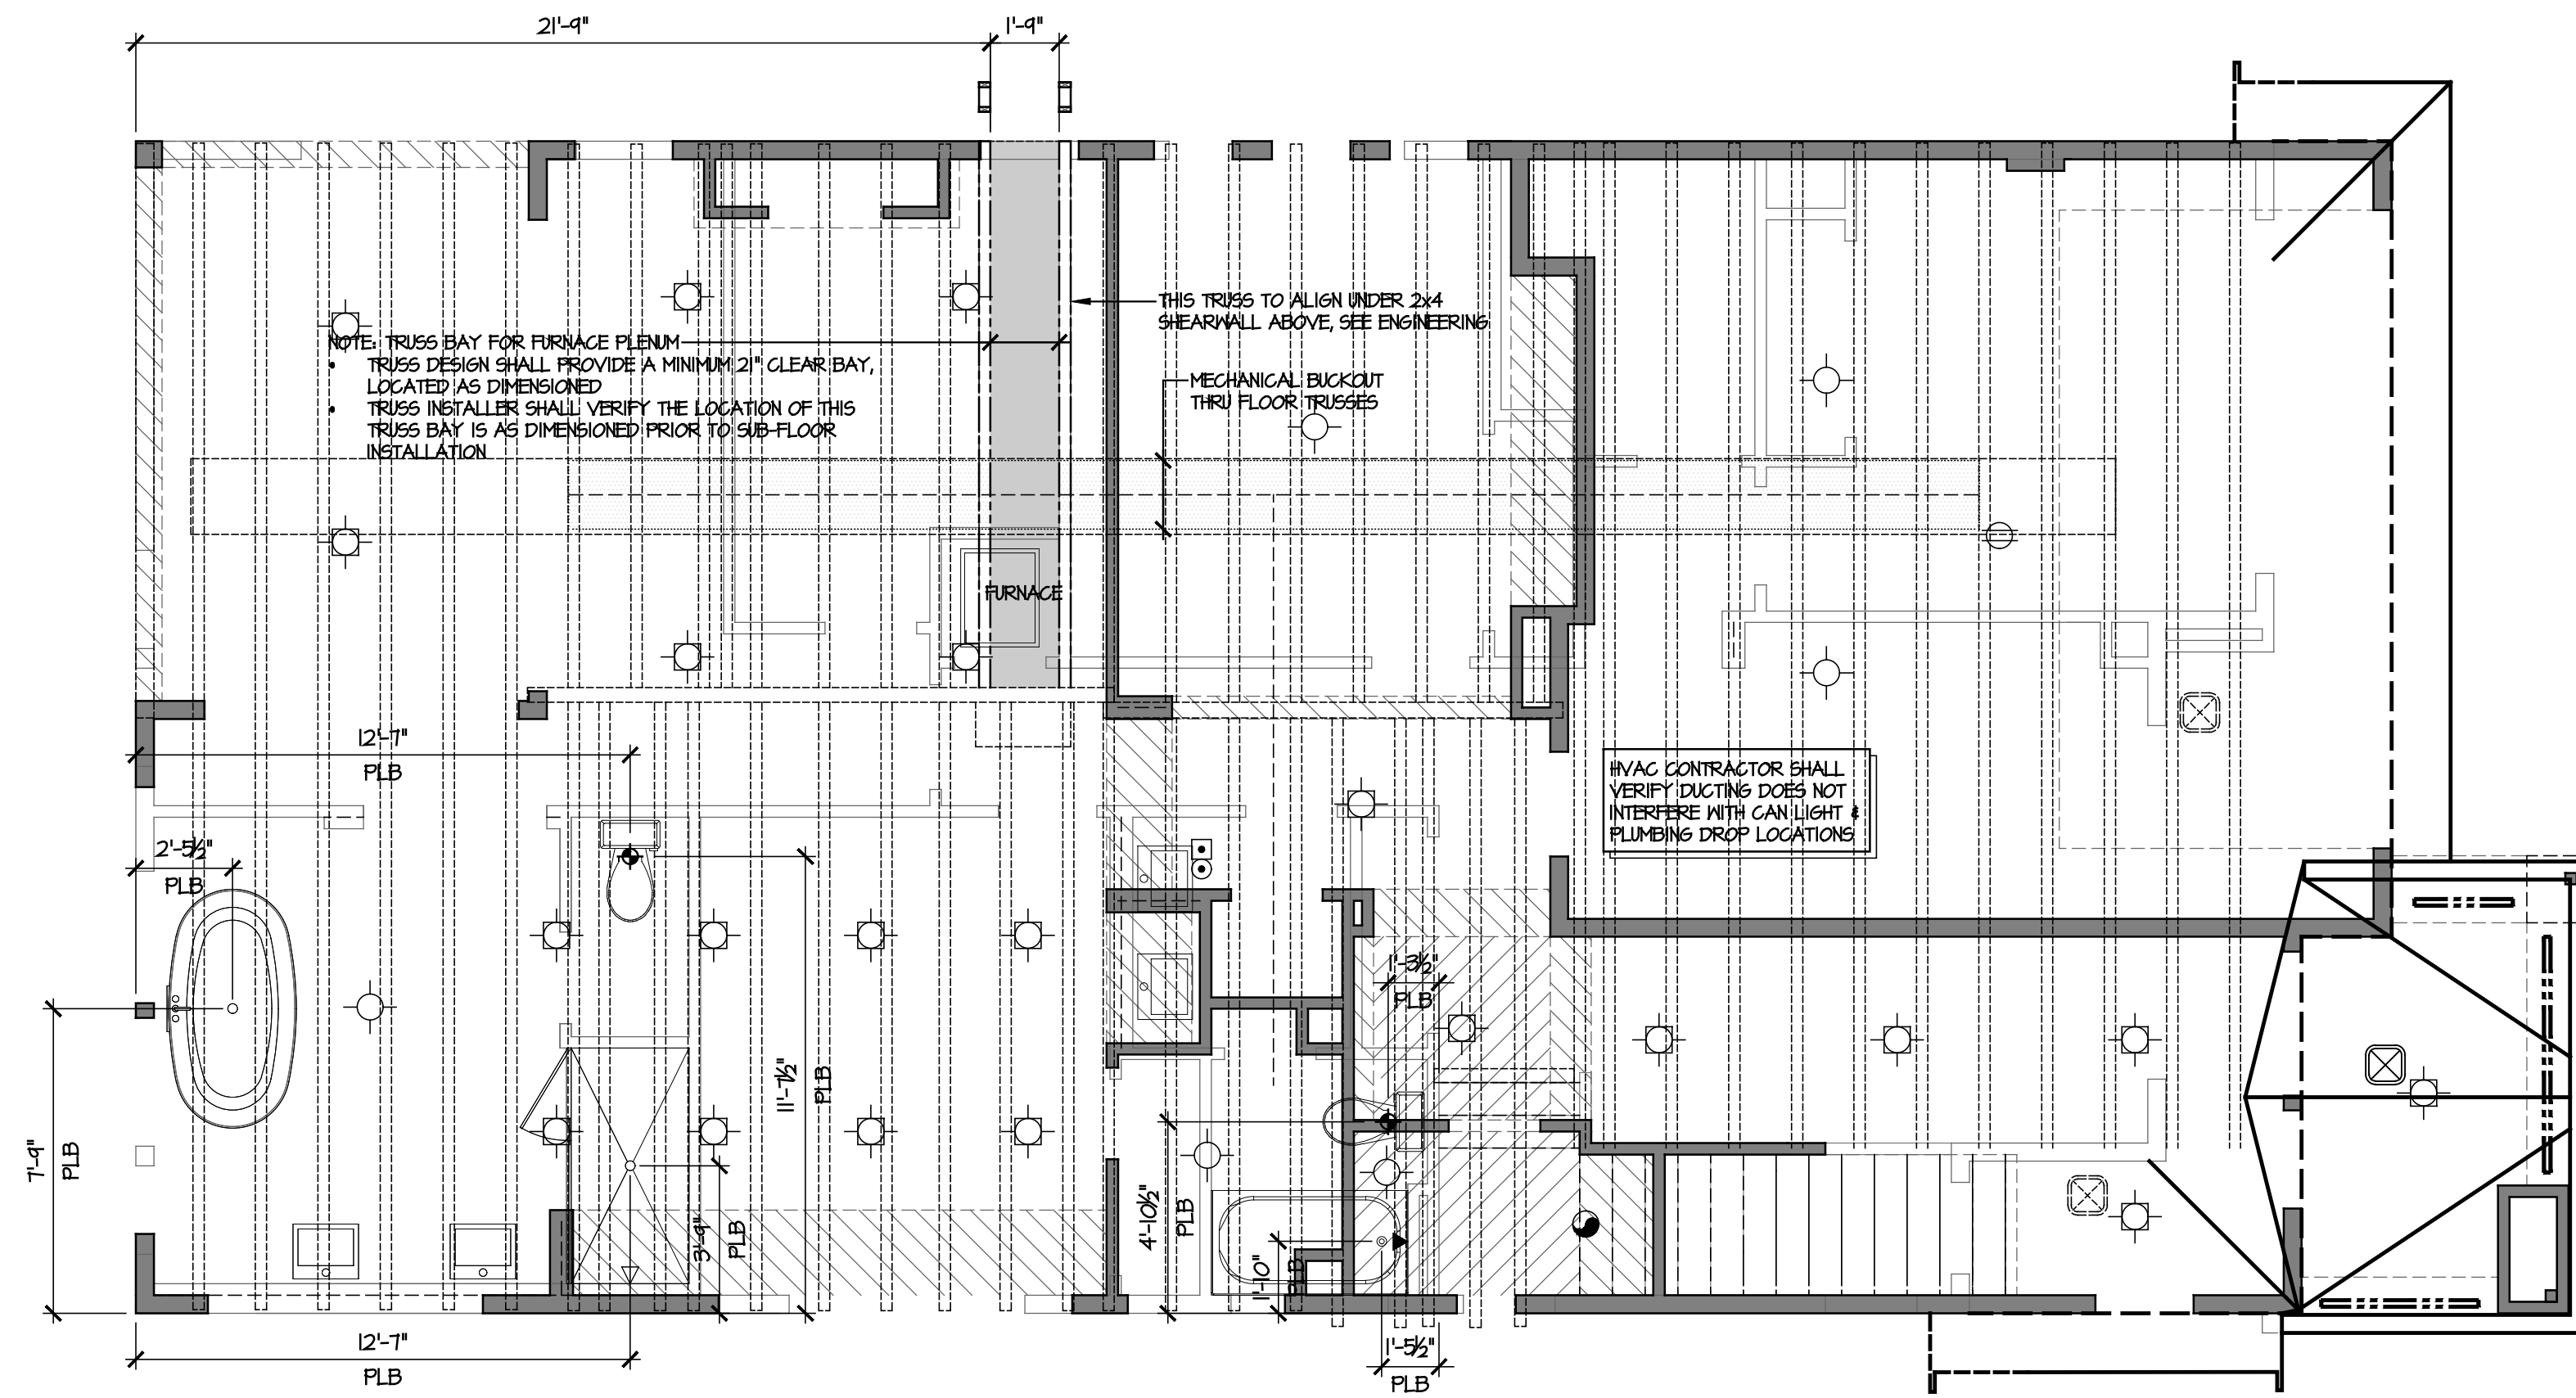 21'-9"
1'-9"
THIS TRUSS TO ALIGN UNDER 2x4
SHEARWALL ABOVE, SEE ENGINEERING
NOTE: TRUSS BAY FOR FURNACE PLENUM
• TRUSS DESIGN SHALL PROVIDE A MINIMUM 21" CLEAR BAY,
LOCATED AS DIMENSIONED
• TRUSS INSTALLER SHALL VERIFY THE LOCATION OF THIS
TRUSS BAY IS AS DIMENSIONED PRIOR TO SUB-FLOOR
INSTALLATION
MECHANICAL BUCKOUT
THRU FLOOR TRUSSES
FURNACE
12'-7"
PLB
HVAC CONTRACTOR SHALL
VERIFY DUCTING DOES NOT
INTERFERE WITH CAN LIGHT &
PLUMBING DROP LOCATIONS
2'-5½"
PLB
1'-3½"
PLB
11'-7½"
PLB
7'-9"
PLB
3'-9"
PLB
4'-10½"
PLB
1'-10"
PLB
12'-7"
PLB
1'-5½"
PLB